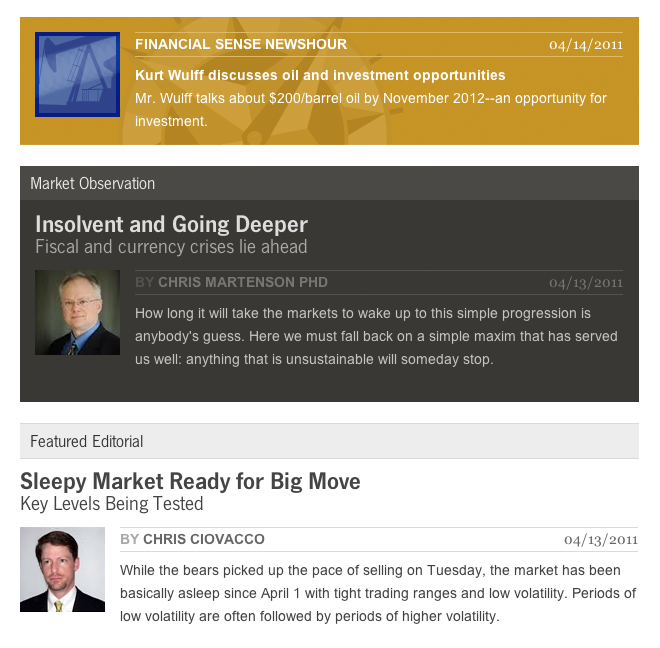 FINANCIAL SENSE NEWSHOUR 04/14/2011
Kurt Wulff discusses oil and investment opportunities
Mr. Wulff talks about $200/barrel oil by November 2012--an opportunity for
investment.
Market Observation
Insolvent and Going Deeper
Fiscal and currency crises lie ahead
BY CHRIS MARTENSON PHD 04/13/2011
How long it will take the markets to wake up to this simple progression is
anybody's guess. Here we must fall back on a simple maxim that has served
us well: anything that is unsustainable will someday stop.
Featured Editorial
Sleepy Market Ready for Big Move
Key Levels Being Tested
BY CHRIS CIOVACCO 04/13/2011
While the bears picked up the pace of selling on Tuesday, the market has been
basically asleep since April 1 with tight trading ranges and low volatility. Periods of
low volatility are often followed by periods of higher volatility.